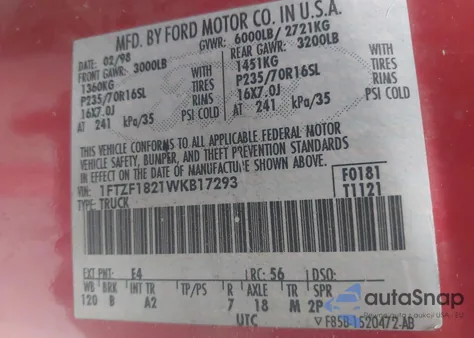 MFD. BY FORD MOTOR CO. IN U.S.A.
DATE: 02/98 GVWR: 6000LB/ 2721KG
FRONT GAWR: 3000LB REAR GAWR: 3200LB
1360KG WITH 1451KG WITH
P235/70R16SL TIRES P235/70R16SL TIRES
16X7.0J RIMS 16X7.0J RIMS
AT 241 kPa/35 PSI COLD AT 241 kPa/35 PSI COLD
THIS VEHICLE CONFORMS TO ALL APPLICABLE FEDERAL MOTOR
VEHICLE SAFETY, BUMPER, AND THEFT PREVENTION STANDARDS
IN EFFECT ON THE DATE OF MANUFACTURE SHOWN ABOVE.
VIN: 1FTZF1821WKB17293 F0181
TYPE: TRUCK T1121
EXT PNT: E4 RC: 56 DSO:
WB BRK INT TR TP/PS R AXLE TR SPR
120 B A2 7 18 M 2P
UTC F85B-1520472-AB
autaSnap